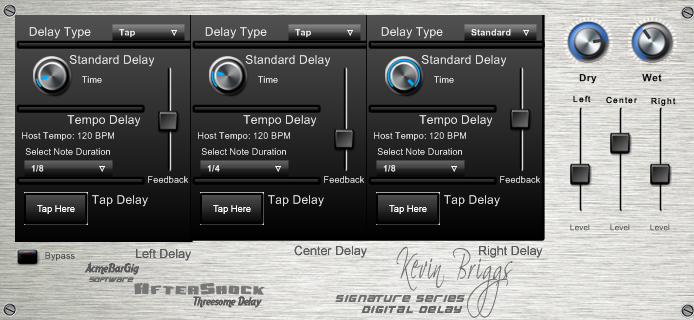 Delay Type Tap
Delay Type Tap
Delay Type Standard
Standard Delay
Standard Delay
Standard Delay
Time
Time
Time
Dry Wet
Left Center Right
Tempo Delay
Tempo Delay
Tempo Delay
Host Tempo: 120 BPM
Host Tempo: 120 BPM
Host Tempo: 120 BPM
Select Note Duration
Select Note Duration
Select Note Duration
1/8
1/4
1/8
Feedback
Feedback
Feedback
Tap Here Tap Delay
Tap Here Tap Delay
Tap Here Tap Delay
Level Level Level
Bypass
Left Delay
Center Delay
Right Delay
AcmeBarGig
Software
AfterShock
Threesome Delay
Kevin Briggs
Signature Series
Digital Delay